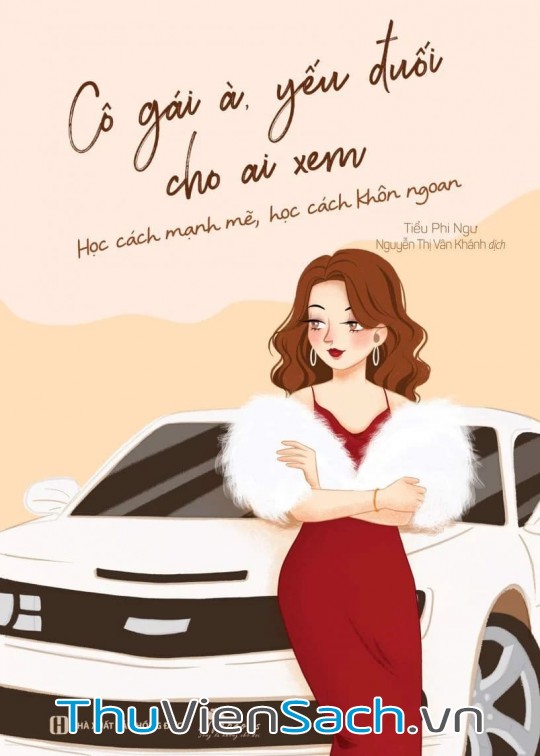 Cô gái à, yếu đuối
cho ai xem
Học cách mạnh mẽ, học cách khôn ngoan
Tiểu Phi Ngư
Nguyễn Thị Vân Khánh dịch
ThuVienSach.vn